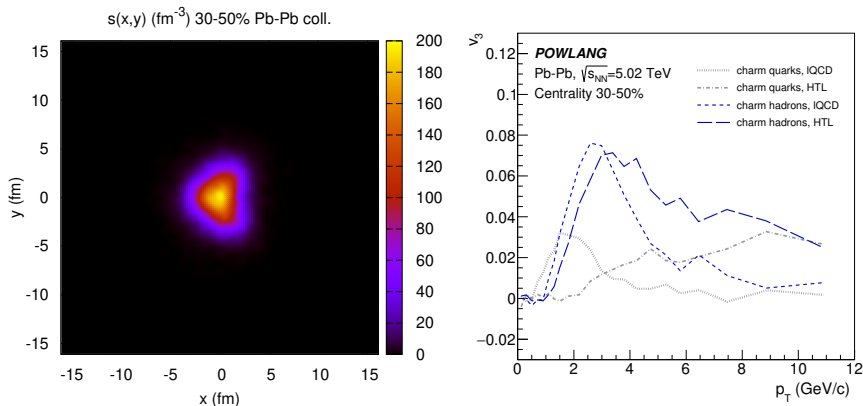 s(x,y) (fm⁻³) 30-50% Pb-Pb coll.
15
10
5
0
-5
-10
-15
y (fm)
-15 -10 -5 0 5 10 15
x (fm)
200
180
160
140
120
100
80
60
40
20
0
v₃
0.12
0.1
0.08
0.06
0.04
0.02
0
−0.02
POWLANG
Pb-Pb, √s_NN=5.02 TeV
Centrality 30-50%
charm quarks, lQCD
charm quarks, HTL
charm hadrons, lQCD
charm hadrons, HTL
0 2 4 6 8 10 12
p_T (GeV/c)